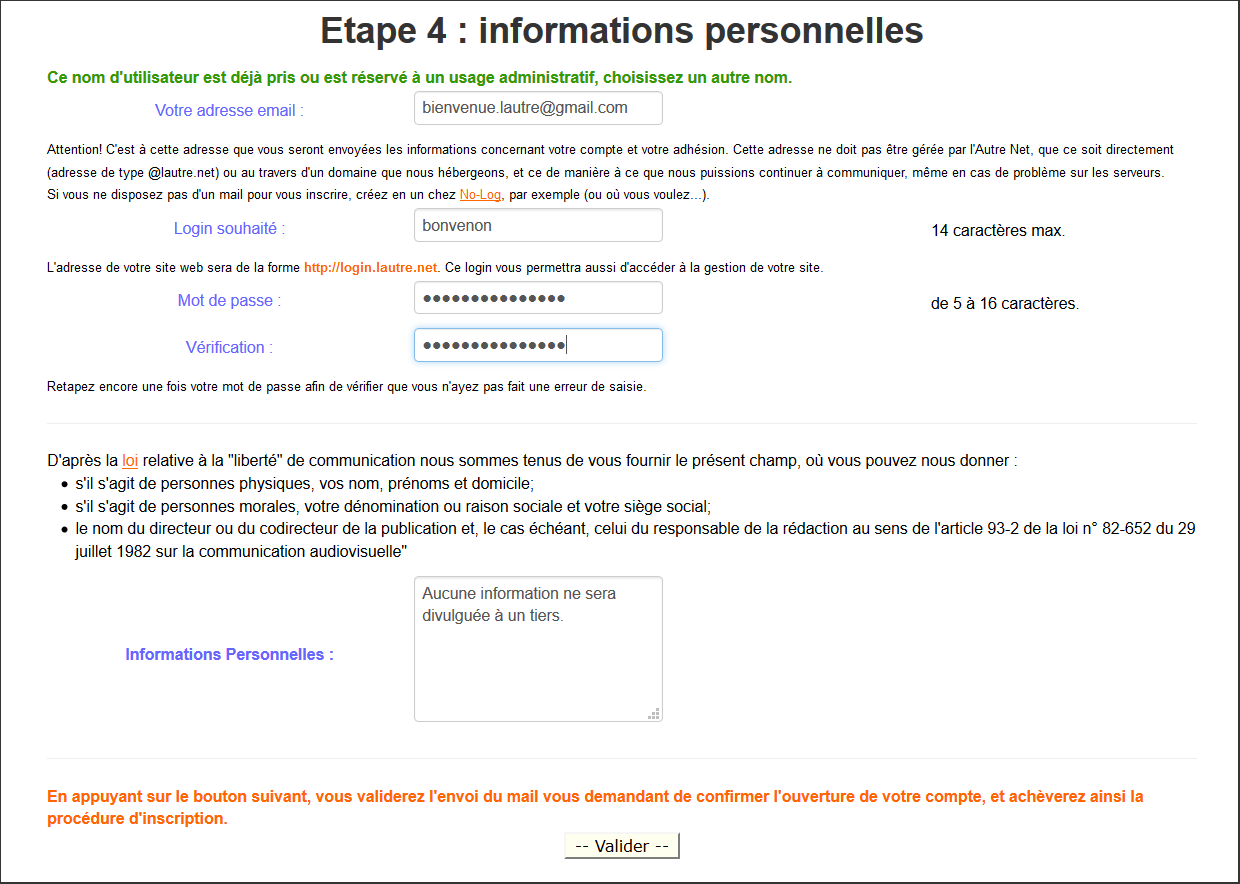 Etape 4 : informations personnelles
Ce nom d'utilisateur est déjà pris ou est réservé à un usage administratif, choisissez un autre nom.
Votre adresse email :
bienvenue.lautre@gmail.com
Attention! C'est à cette adresse que vous seront envoyées les informations concernant votre compte et votre adhésion. Cette adresse ne doit pas être gérée par l'Autre Net, que ce soit directement
(adresse de type @lautre.net) ou au travers d'un domaine que nous hébergeons, et ce de manière à ce que nous puissions continuer à communiquer, même en cas de problème sur les serveurs.
Si vous ne disposez pas d'un mail pour vous inscrire, créez en un chez No-Log, par exemple (ou où vous voulez...).
Login souhaité :
bonvenon
14 caractères max.
L'adresse de votre site web sera de la forme http://login.lautre.net. Ce login vous permettra aussi d'accéder à la gestion de votre site.
Mot de passe :
●●●●●●●●●●●●●●●
de 5 à 16 caractères.
Vérification :
●●●●●●●●●●●●●●●
Retapez encore une fois votre mot de passe afin de vérifier que vous n'ayez pas fait une erreur de saisie.
D'après la loi relative à la "liberté" de communication nous sommes tenus de vous fournir le présent champ, où vous pouvez nous donner :
• s'il s'agit de personnes physiques, vos nom, prénoms et domicile;
• s'il s'agit de personnes morales, votre dénomination ou raison sociale et votre siège social;
• le nom du directeur ou du codirecteur de la publication et, le cas échéant, celui du responsable de la rédaction au sens de l'article 93-2 de la loi n° 82-652 du 29
juillet 1982 sur la communication audiovisuelle"
Aucune information ne sera
divulguée à un tiers.
Informations Personnelles :
En appuyant sur le bouton suivant, vous validerez l'envoi du mail vous demandant de confirmer l'ouverture de votre compte, et achèverez ainsi la
procédure d'inscription.
-- Valider --